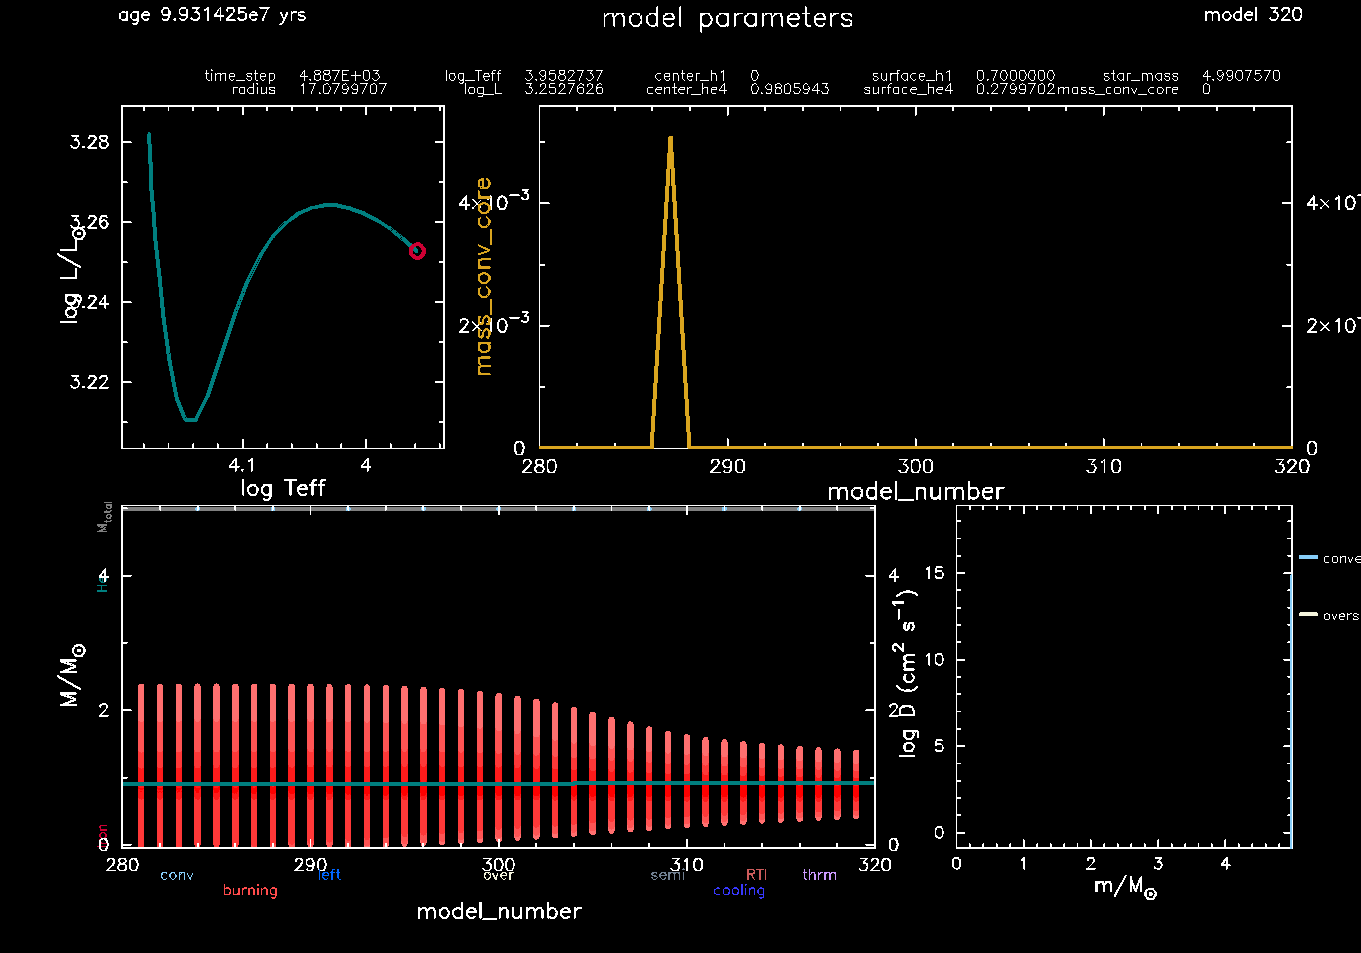 age 9.931425e7 yrs model parameters model 320
time_step 4.887E+03 log_Teff 3.9582737 center_h1 0 surface_h1 0.7000000 star_mass 4.9907570
radius 17.0799707 log_L 3.2527626 center_he4 0.9805943 surface_he4 0.2799702 mass_conv_core 0
3.28
3.26
3.24
3.22
log L/L⊙
4.1 4
log Teff
4×10⁻³
2×10⁻³
0
mass_conv_core
4×10
2×10
0
280 290 300 310 320
model_number
M total
He
4
2
0
M/M⊙
4
2
0
280 290 300 310 320
conv left over semi RTI thrm
burning cooling
model_number
log D (cm² s⁻¹)
15
10
5
0
0 1 2 3 4
m/M⊙
conve
overs